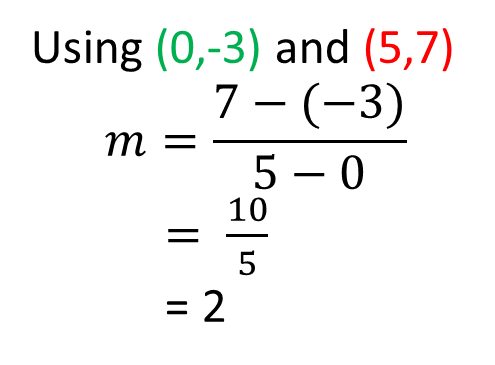 Using (0,-3) and (5,7)
𝑚 = 7 − (−3)
5 − 0
= 10
5
= 2